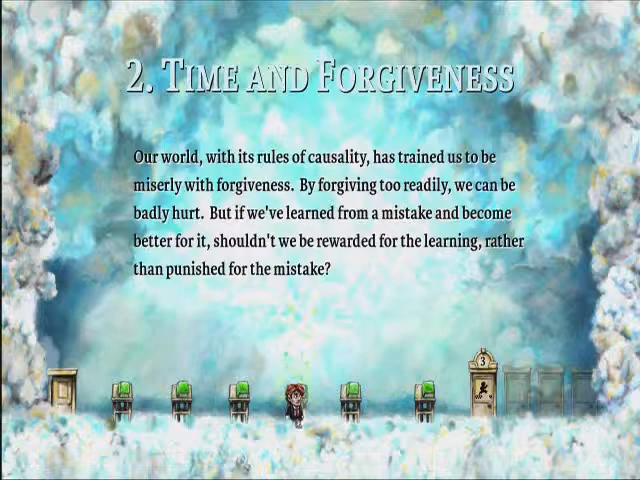 2. Time and Forgiveness
Our world, with its rules of causality, has trained us to be
miserly with forgiveness. By forgiving too readily, we can be
badly hurt. But if we've learned from a mistake and become
better for it, shouldn't we be rewarded for the learning, rather
than punished for the mistake?
3